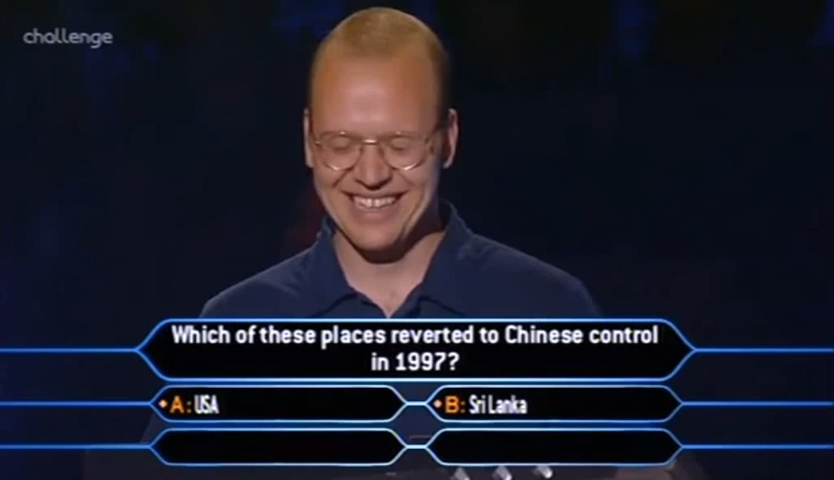 challenge
Which of these places reverted to Chinese control
in 1997?
A: USA
B: Sri Lanka